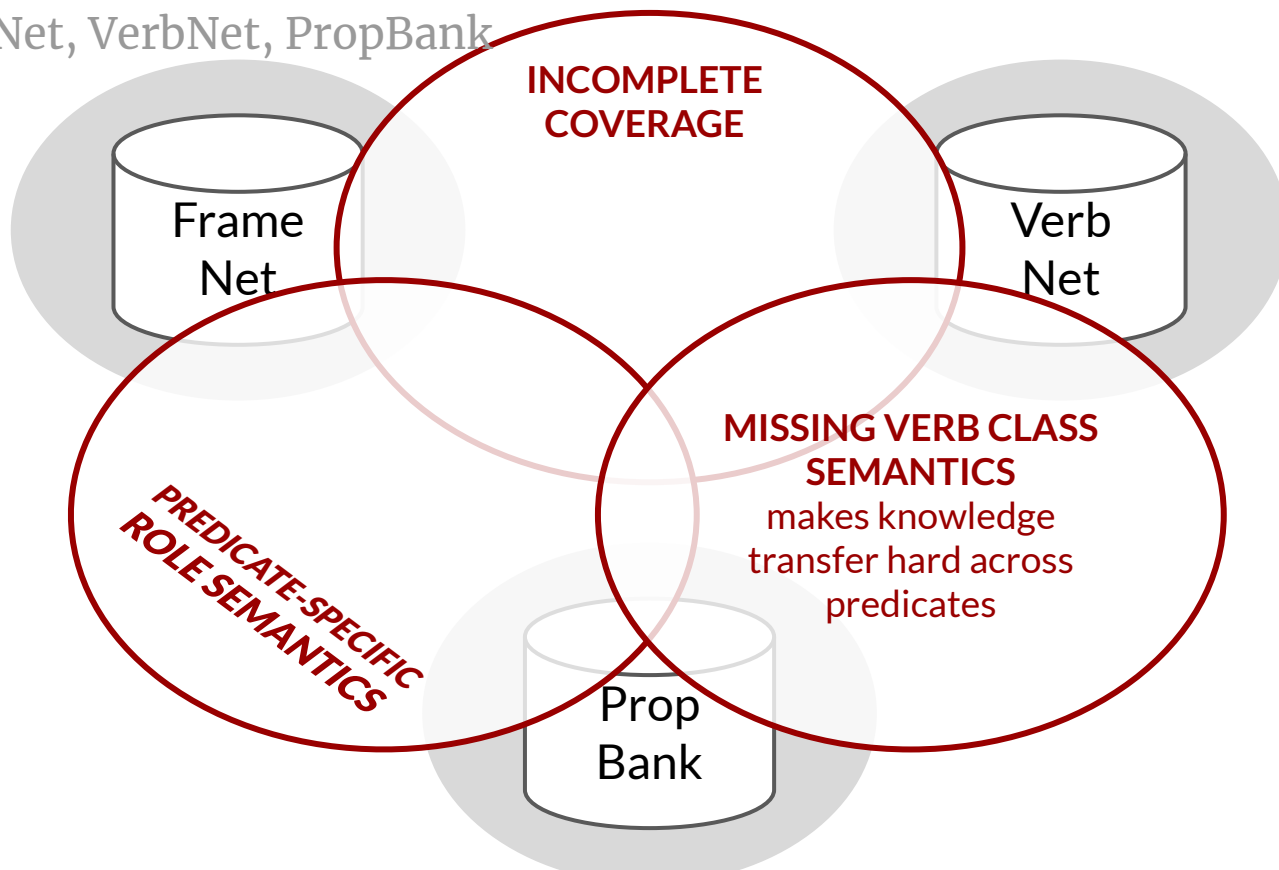 Net, VerbNet, PropBank
INCOMPLETE
COVERAGE
Frame
Net
Verb
Net
MISSING VERB CLASS
SEMANTICS
makes knowledge
transfer hard across
predicates
PREDICATE-SPECIFIC
ROLE SEMANTICS
Prop
Bank